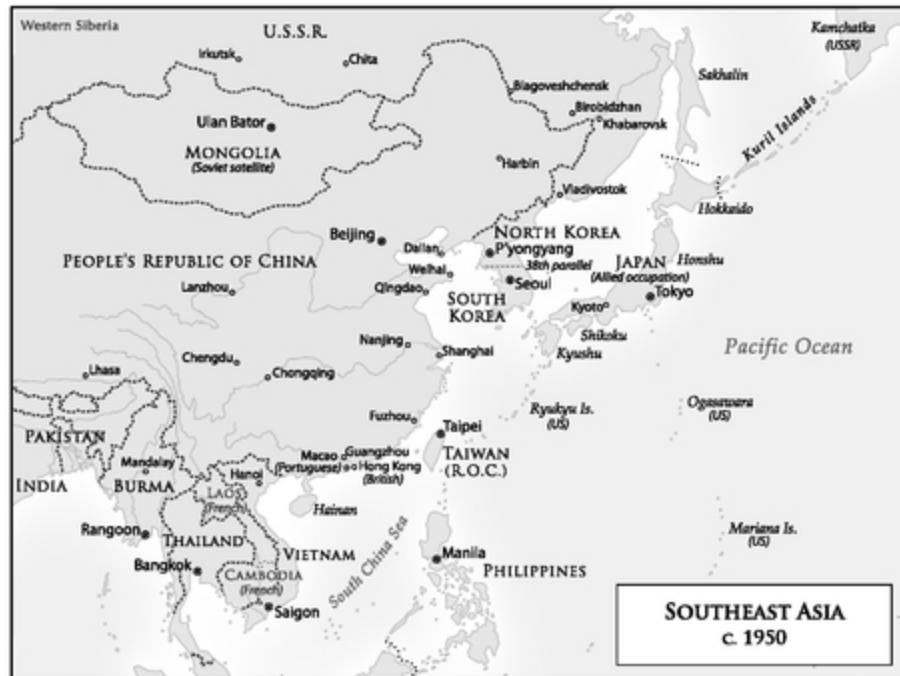 Western Siberia
U.S.S.R.
Kamchatka
(USSR)
Irkutsk
Chita
Sakhalin
Blagoveshchensk
Birobidzhan
Khabarovsk
Kuril Islands
Ulan Bator
MONGOLIA
(Soviet satellite)
Harbin
Vladivostok
Hokkaido
Beijing
NORTH KOREA
P'yongyang
Dalian
38th parallel
JAPAN
(Allied occupation)
Honshu
PEOPLE'S REPUBLIC OF CHINA
Weihai
Lanzhou
Qingdao
Seoul
Tokyo
SOUTH
KOREA
Kyoto
Shikoku
Kyushu
Nanjing
Shanghai
Pacific Ocean
Chengdu
Chongqing
Lhasa
Ryukyu Is.
(US)
Ogasawara
(US)
Fuzhou
Taipei
PAKISTAN
TAIWAN
(R.O.C.)
Macao
(Portuguese)
Guangzhou
Hong Kong
(British)
Mandalay
Hanoi
INDIA
BURMA
LAOS
(French)
Hainan
Rangoon
THAILAND
VIETNAM
South China Sea
Mariana Is.
(US)
Bangkok
Manila
CAMBODIA
(French)
PHILIPPINES
Saigon
SOUTHEAST ASIA
C. 1950